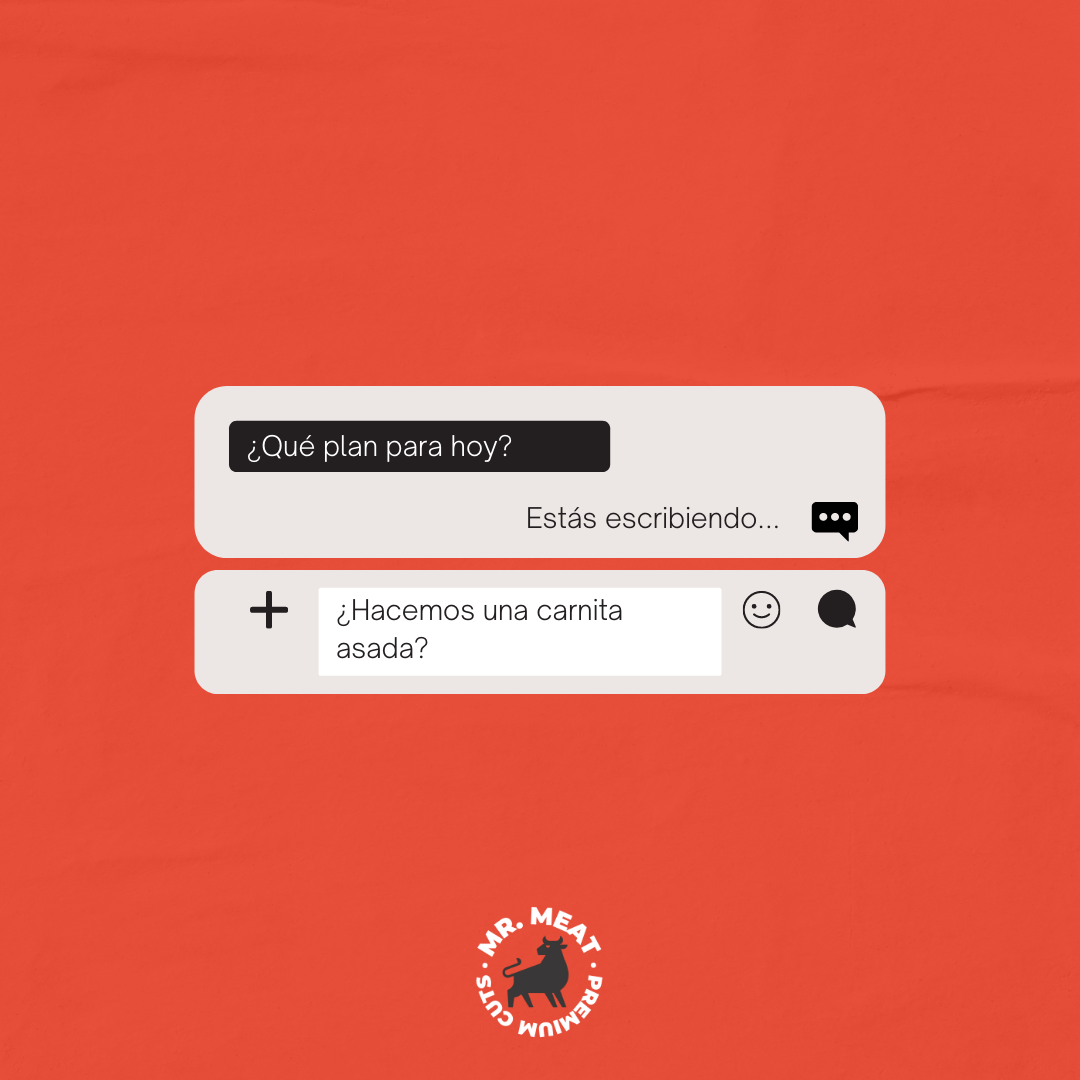 ¿Qué plan para hoy?
Estás escribiendo...
¿Hacemos una carnita
asada?
MR. MEAT
· PREMIUM CUTS ·